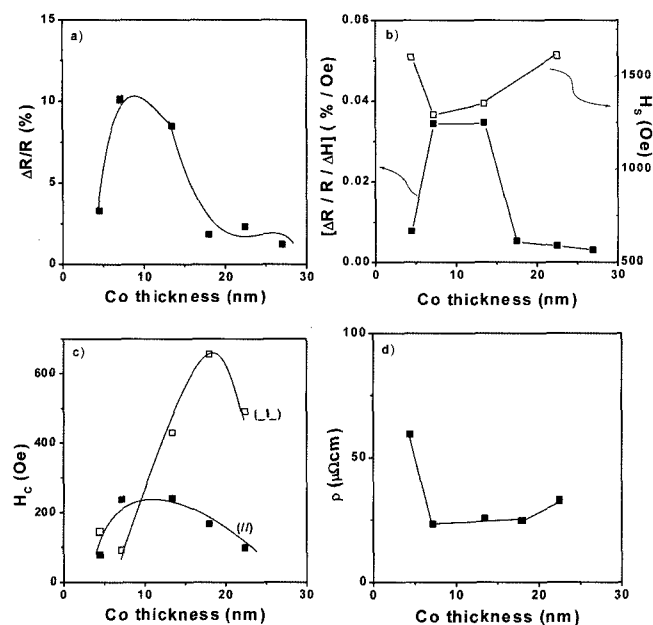 a)
ΔR/R (%)
15
10
5
0
0 10 20 30
Co thickness (nm)
b)
[ΔR / R / ΔH] ( % / Oe)
0.06
0.04
0.02
0.00
0 10 20 30
Co thickness (nm)
1500
1000
500
H_S (Oe)
c)
H_C (Oe)
600
400
200
0
0 10 20 30
Co thickness (nm)
(_I_)
(//)
d)
ρ (μΩcm)
100
50
0
0 10 20 30
Co thickness (nm)